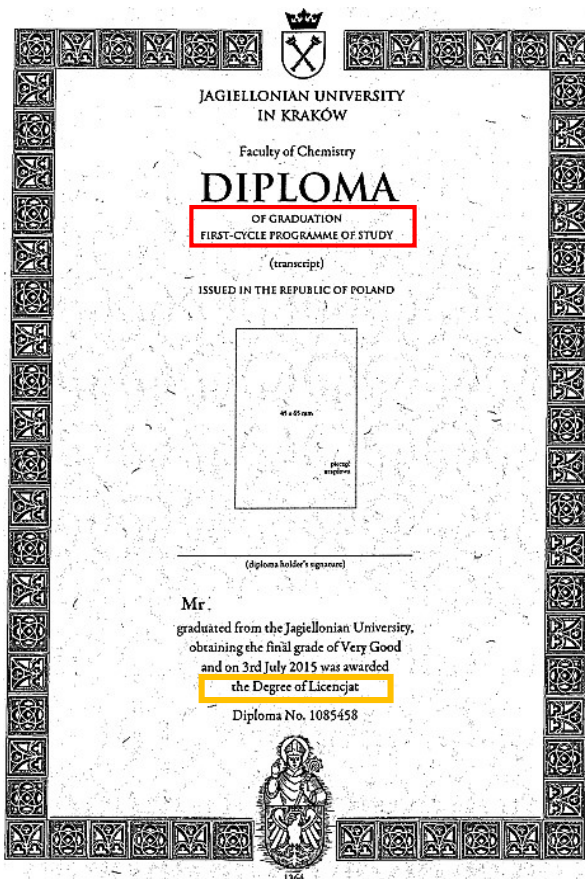 JAGIELLONIAN UNIVERSITY
IN KRAKÓW
Faculty of Chemistry
DIPLOMA
OF GRADUATION
FIRST-CYCLE PROGRAMME OF STUDY
(transcript)
ISSUED IN THE REPUBLIC OF POLAND
45 x 65 mm
(diploma holder's signature)
Mr.
graduated from the Jagiellonian University,
obtaining the final grade of Very Good
and on 3rd July 2015 was awarded
the Degree of Licencjat
Diploma No. 1085458
1364